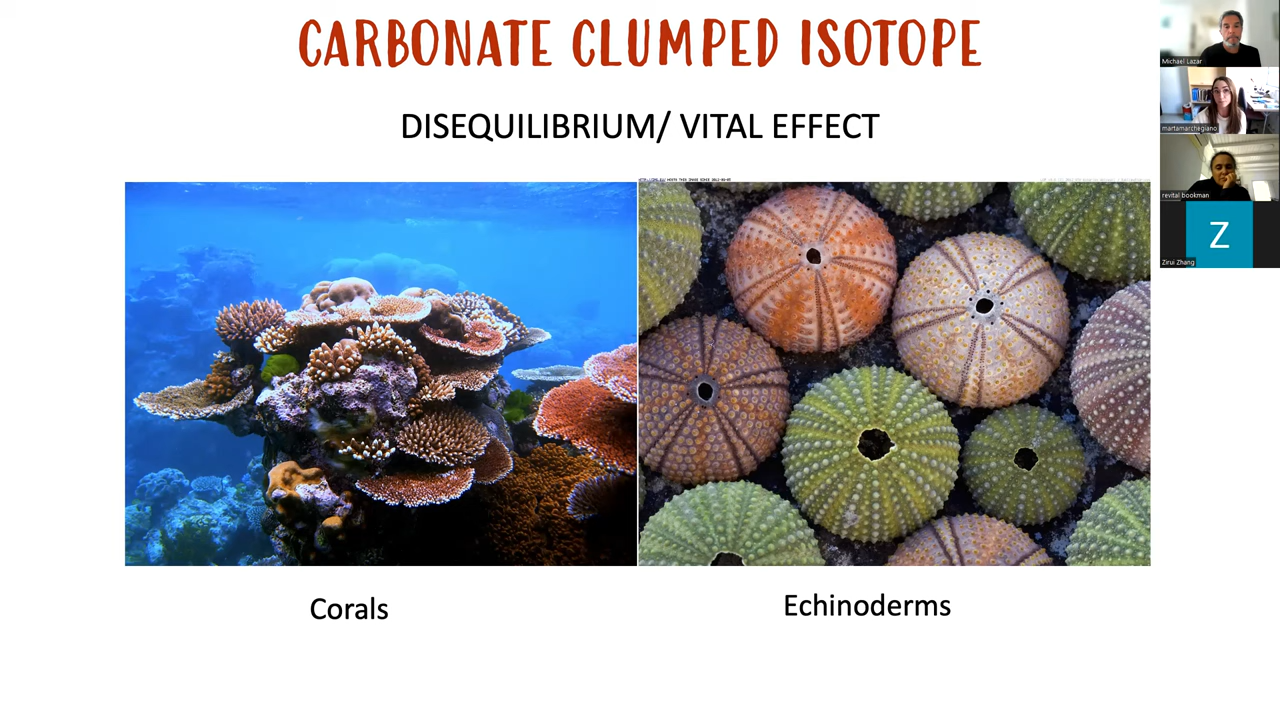 CARBONATE CLUMPED ISOTOPE
DISEQUILIBRIUM/ VITAL EFFECT
Corals
Echinoderms
Michael Lazar
martamarchegiano
revital bookman
Z
Zirui Zhang